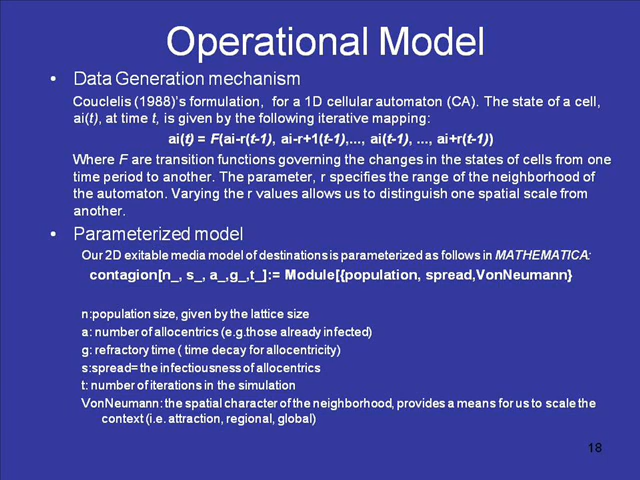 Operational Model
• Data Generation mechanism
Couclelis (1988)'s formulation, for a 1D cellular automaton (CA). The state of a cell,
ai(t), at time t, is given by the following iterative mapping:
ai(t) = F(ai-r(t-1), ai-r+1(t-1),..., ai(t-1), ..., ai+r(t-1))
Where F are transition functions governing the changes in the states of cells from one
time period to another. The parameter, r specifies the range of the neighborhood of
the automaton. Varying the r values allows us to distinguish one spatial scale from
another.
• Parameterized model
Our 2D exitable media model of destinations is parameterized as follows in MATHEMATICA:
contagion[n_, s_, a_,g_,t_]:= Module[{population, spread,VonNeumann}
n:population size, given by the lattice size
a: number of allocentrics (e.g.those already infected)
g: refractory time ( time decay for allocentricity)
s:spread= the infectiousness of allocentrics
t: number of iterations in the simulation
VonNeumann: the spatial character of the neighborhood, provides a means for us to scale the
context (i.e. attraction, regional, global)
18